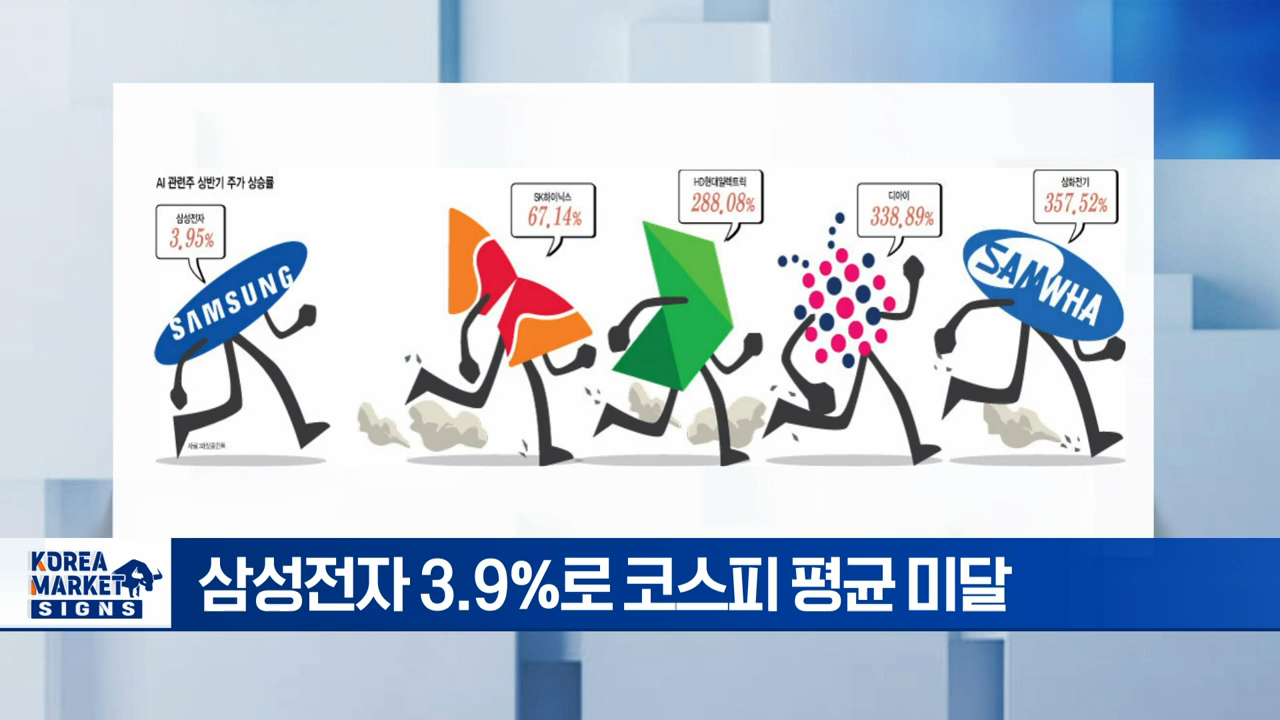 AI 관련주 상반기 주가 상승률
삼성전자
3.95%
SK하이닉스
67.14%
HD현대일렉트릭
288.08%
디아이
338.89%
삼화전기
357.52%
SAMSUNG
SAMWHA
KOREA
MARKET
SIGNS
삼성전자 3.9%로 코스피 평균 미달